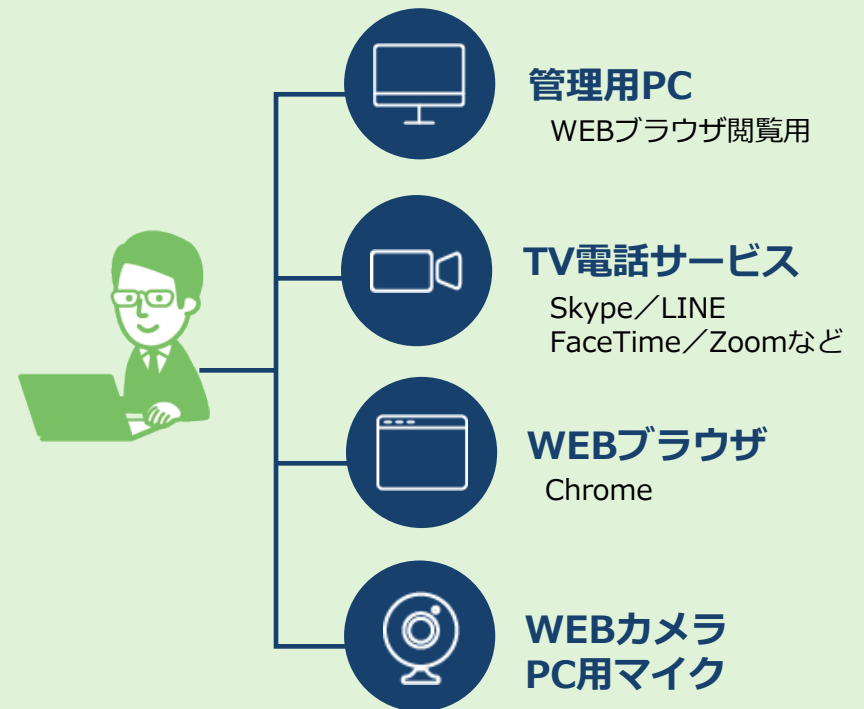 管理用PC
WEBブラウザ閲覧用
TV電話サービス
Skype／LINE
FaceTime／Zoomなど
WEBブラウザ
Chrome
WEBカメラ
PC用マイク